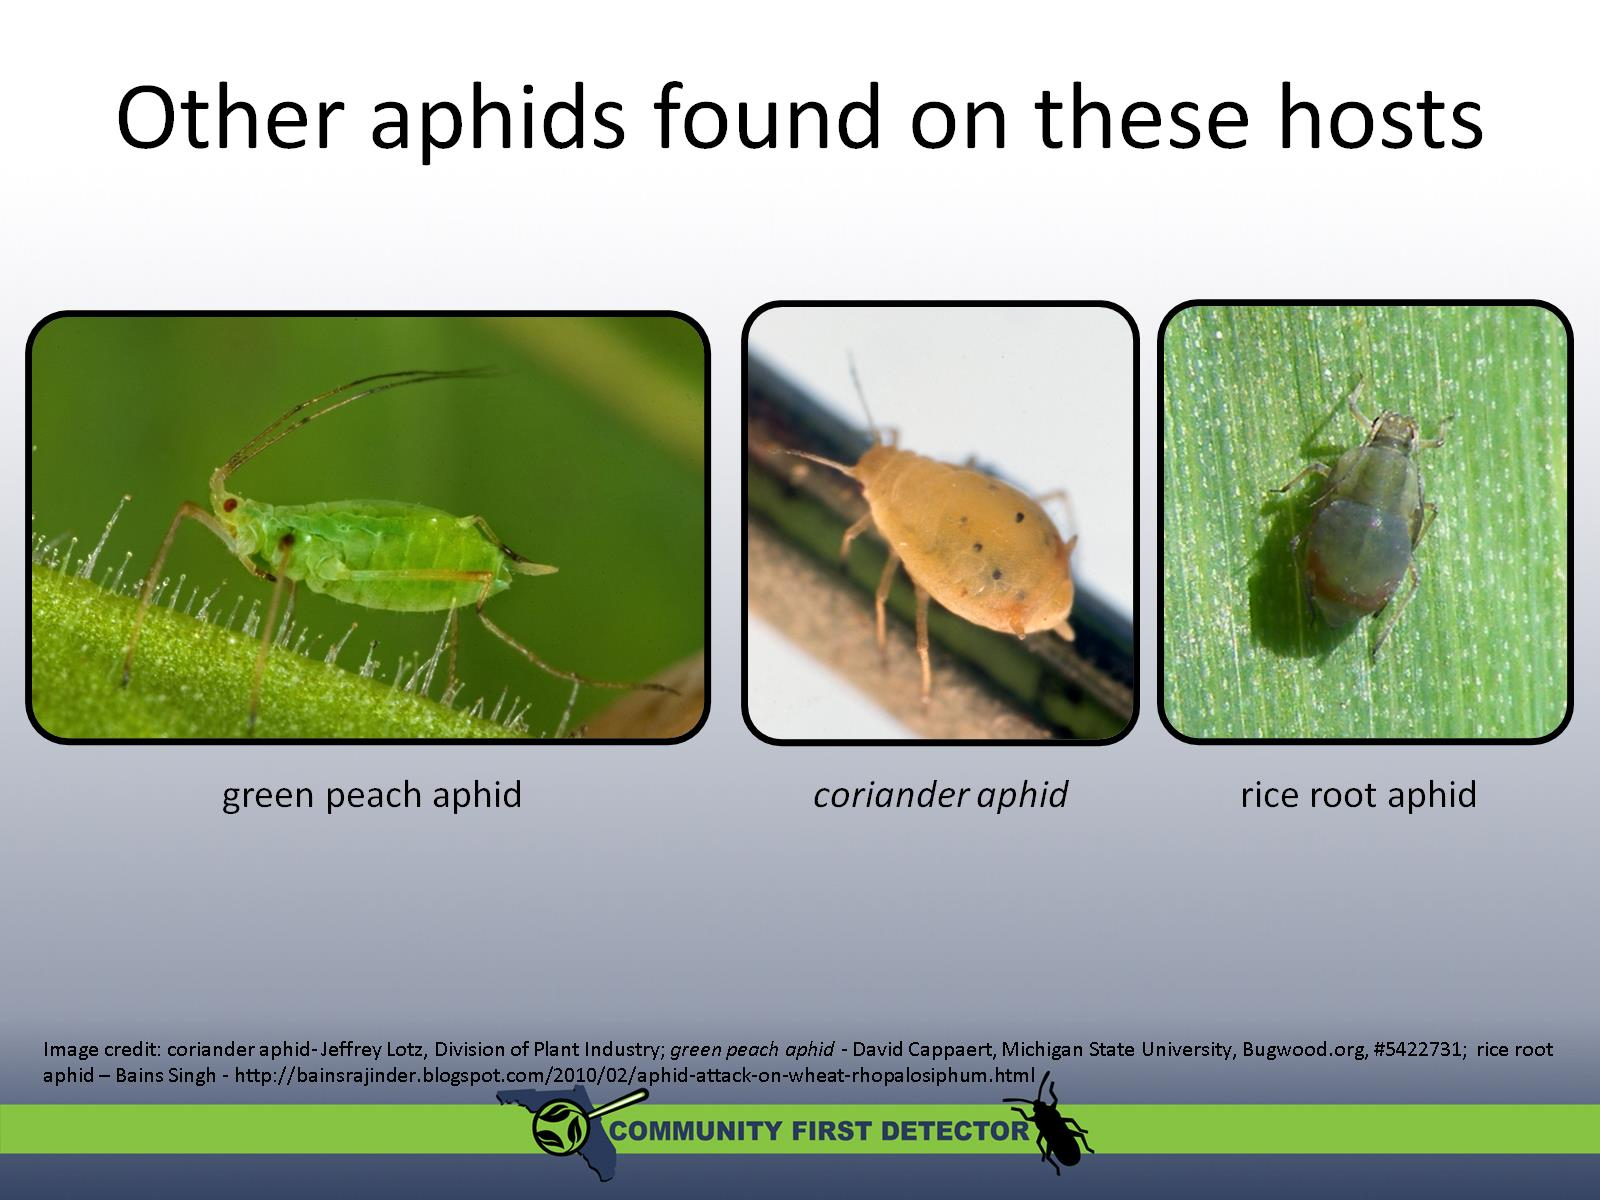 Other aphids found on these hosts
green peach aphid
coriander aphid
rice root aphid
Image credit: coriander aphid-Jeffrey Lotz, Division of Plant Industry; green peach aphid - David Cappaert, Michigan State University, Bugwood.org, #5422731; rice root
aphid – Bains Singh - http://bainsrajinder.blogspot.com/2010/02/aphid-attack-on-wheat-rhopalosiphum.html
COMMUNITY FIRST DETECTOR